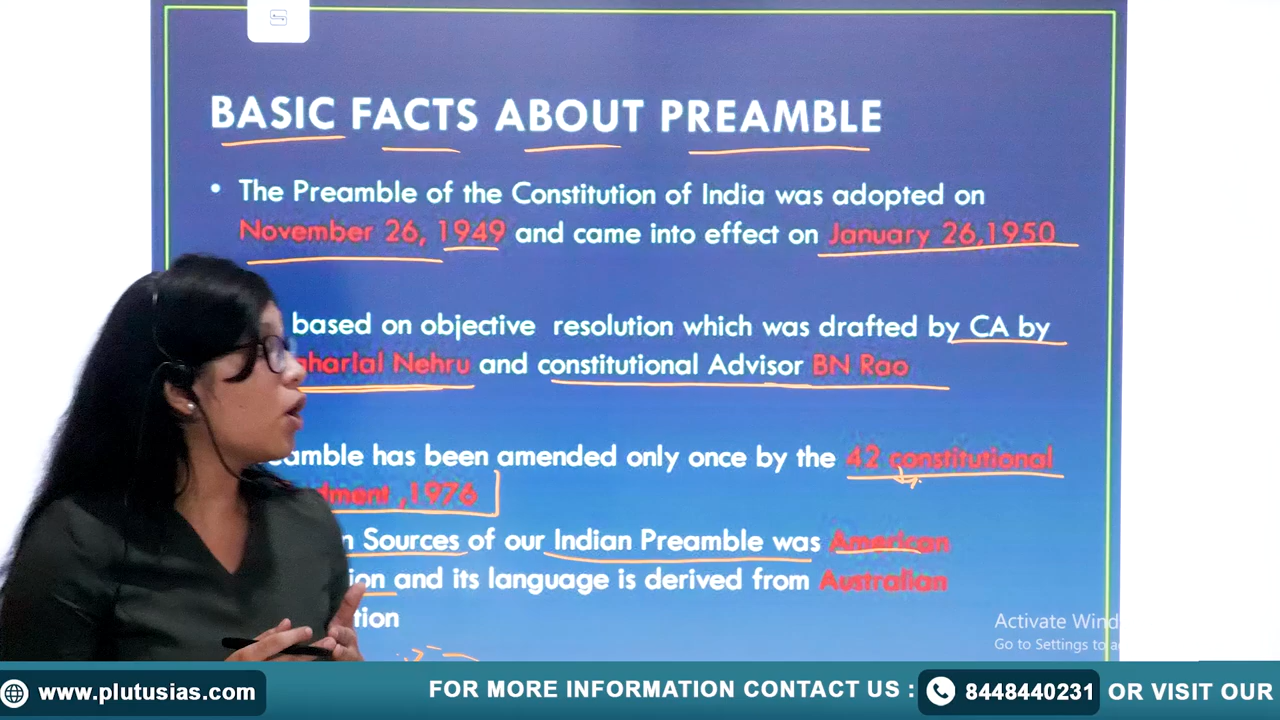 BASIC FACTS ABOUT PREAMBLE
• The Preamble of the Constitution of India was adopted on
November 26, 1949 and came into effect on January 26,1950
based on objective resolution which was drafted by CA by
harlal Nehru and constitutional Advisor BN Rao
amble has been amended only once by the 42 constitutional
dment ,1976
n Sources of our Indian Preamble was American
ion and its language is derived from Australian
tion
Activate Wind
Go to Settings to a
www.plutusias.com
FOR MORE INFORMATION CONTACT US : 8448440231 OR VISIT OUR